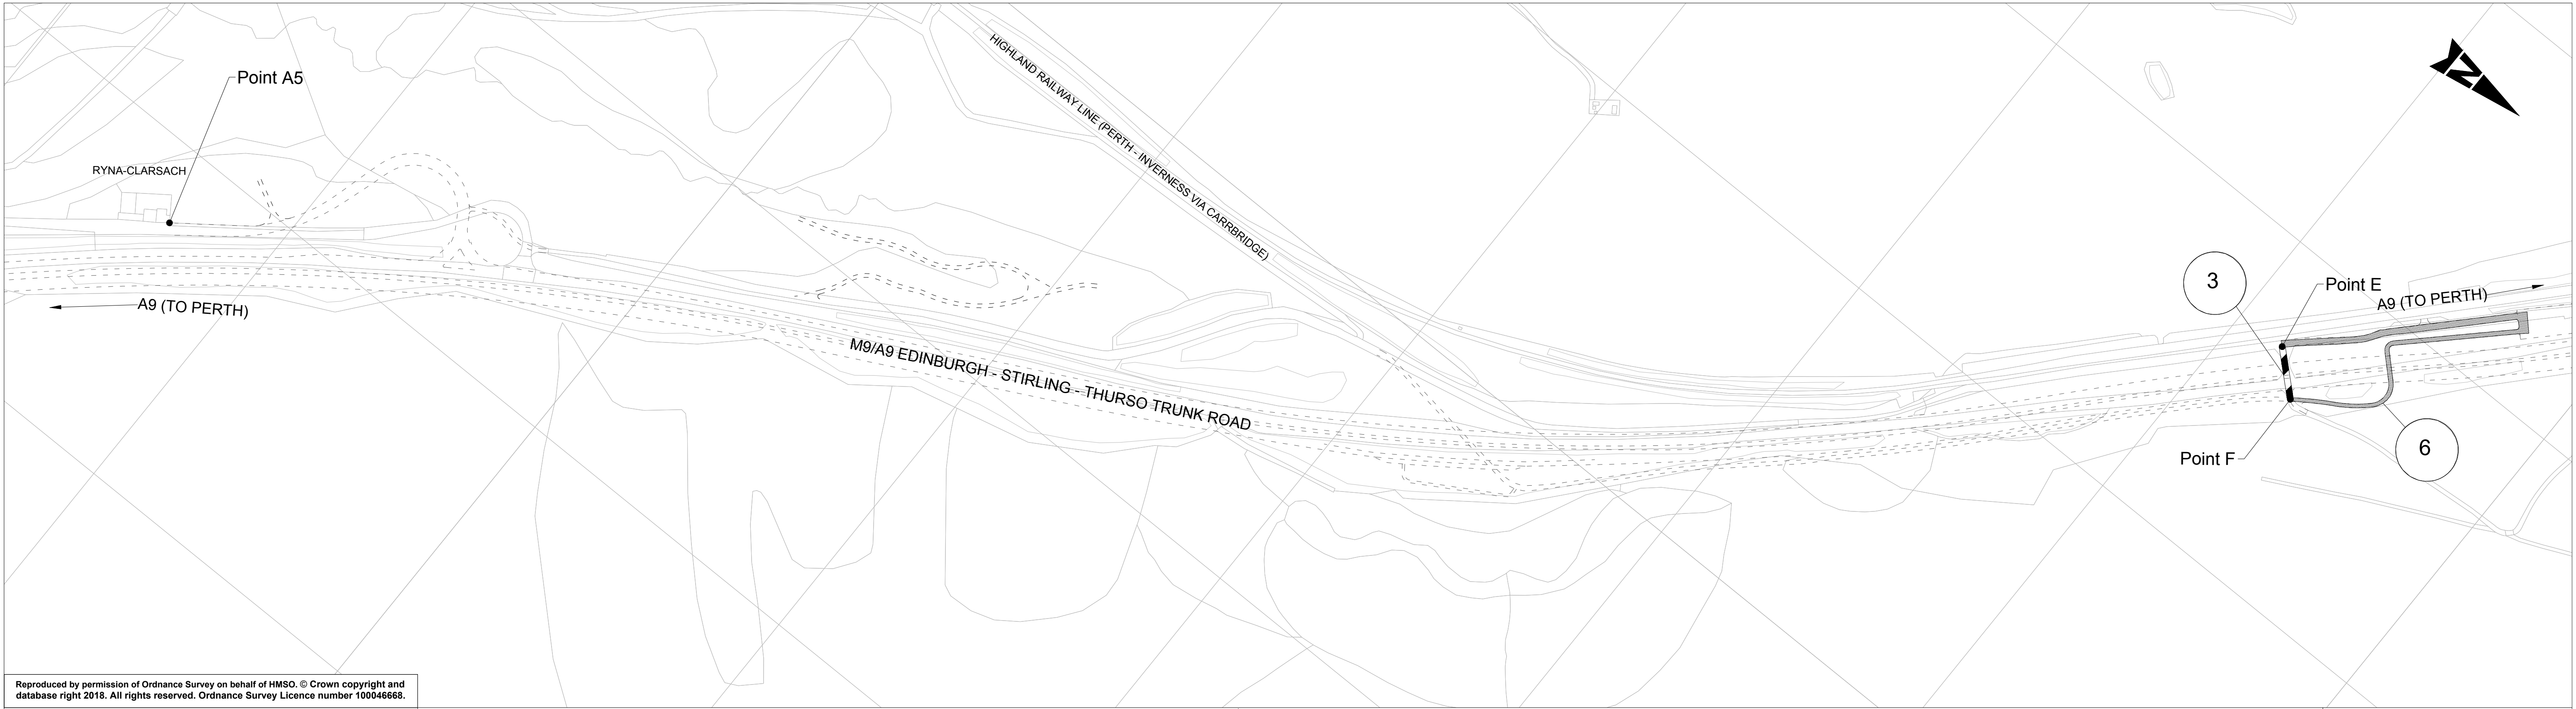 HIGHLAND RAILWAY LINE (PERTH - INVERNESS VIA CARRBRIDGE)
N
Point A5
RYNA-CLARSACH
A9 (TO PERTH)
M9/A9 EDINBURGH - STIRLING - THURSO TRUNK ROAD
3
Point E
A9 (TO PERTH)
Point F
6
Reproduced by permission of Ordnance Survey on behalf of HMSO. © Crown copyright and
database right 2018. All rights reserved. Ordnance Survey Licence number 100046668.